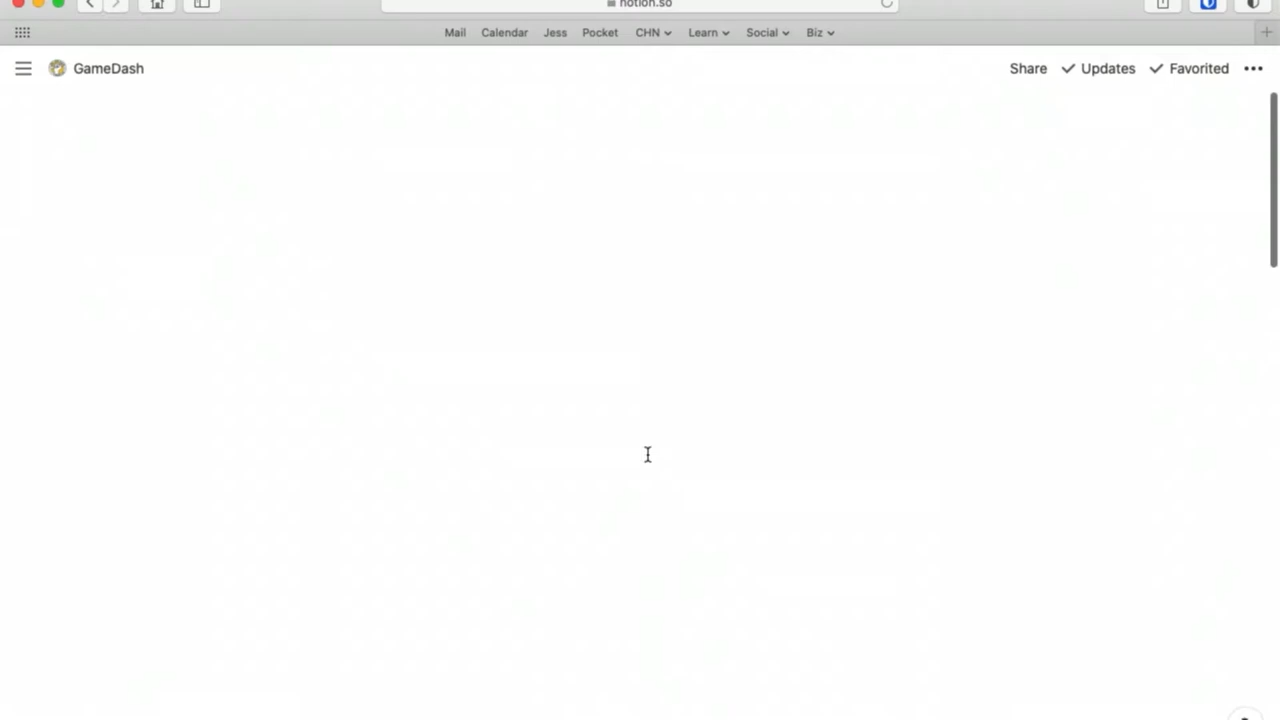 notion.so
Mail Calendar Jess Pocket CHN Learn Social Biz
GameDash Share Updates Favorited